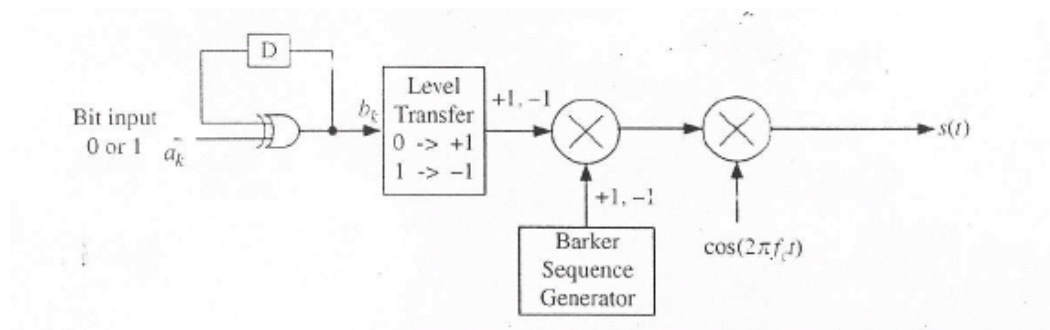 D
Bit input
0 or 1
a_k
b_k
Level
Transfer
0 -> +1
1 -> -1
+1, -1
s(t)
+1, -1
Barker
Sequence
Generator
cos(2πf_c t)